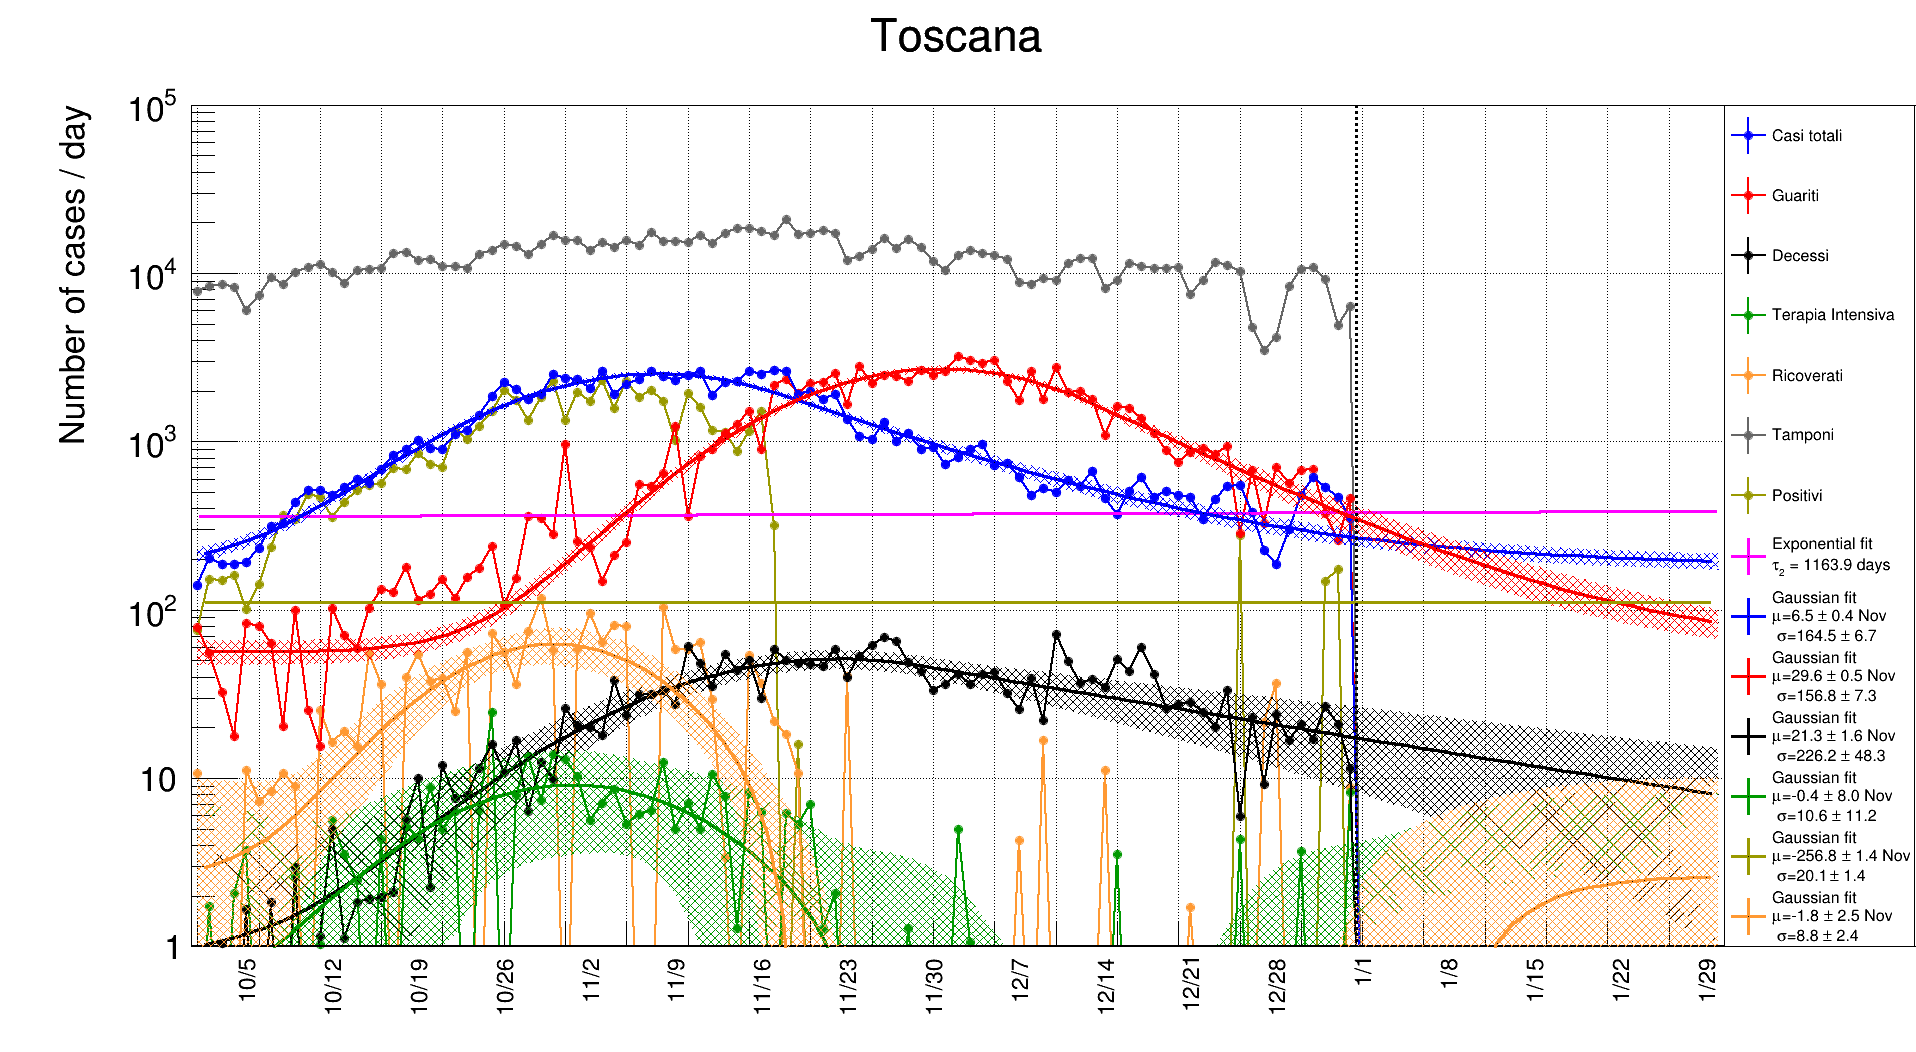 Toscana
Number of cases / day
10^5
10^4
10^3
10^2
10
1
10/5
10/12
10/19
10/26
11/2
11/9
11/16
11/23
11/30
12/7
12/14
12/21
12/28
1/1
1/8
1/15
1/22
1/29
Casi totali
Guariti
Decessi
Terapia Intensiva
Ricoverati
Tamponi
Positivi
Exponential fit
τ₂ = 1163.9 days
Gaussian fit
μ=6.5 ± 0.4 Nov
σ=164.5 ± 6.7
Gaussian fit
μ=29.6 ± 0.5 Nov
σ=156.8 ± 7.3
Gaussian fit
μ=21.3 ± 1.6 Nov
σ=226.2 ± 48.3
Gaussian fit
μ=-0.4 ± 8.0 Nov
σ=10.6 ± 11.2
Gaussian fit
μ=-256.8 ± 1.4 Nov
σ=20.1 ± 1.4
Gaussian fit
μ=-1.8 ± 2.5 Nov
σ=8.8 ± 2.4